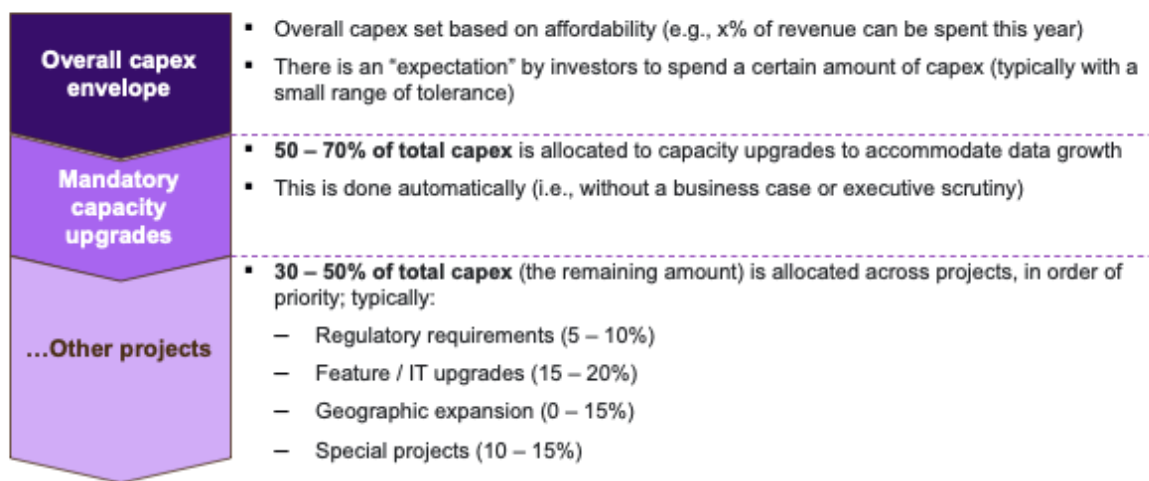 Overall capex
envelope
▪ Overall capex set based on affordability (e.g., x% of revenue can be spent this year)
▪ There is an “expectation” by investors to spend a certain amount of capex (typically with a
small range of tolerance)
Mandatory
capacity
upgrades
▪ 50 – 70% of total capex is allocated to capacity upgrades to accommodate data growth
▪ This is done automatically (i.e., without a business case or executive scrutiny)
...Other projects
▪ 30 – 50% of total capex (the remaining amount) is allocated across projects, in order of
priority; typically:
– Regulatory requirements (5 – 10%)
– Feature / IT upgrades (15 – 20%)
– Geographic expansion (0 – 15%)
– Special projects (10 – 15%)